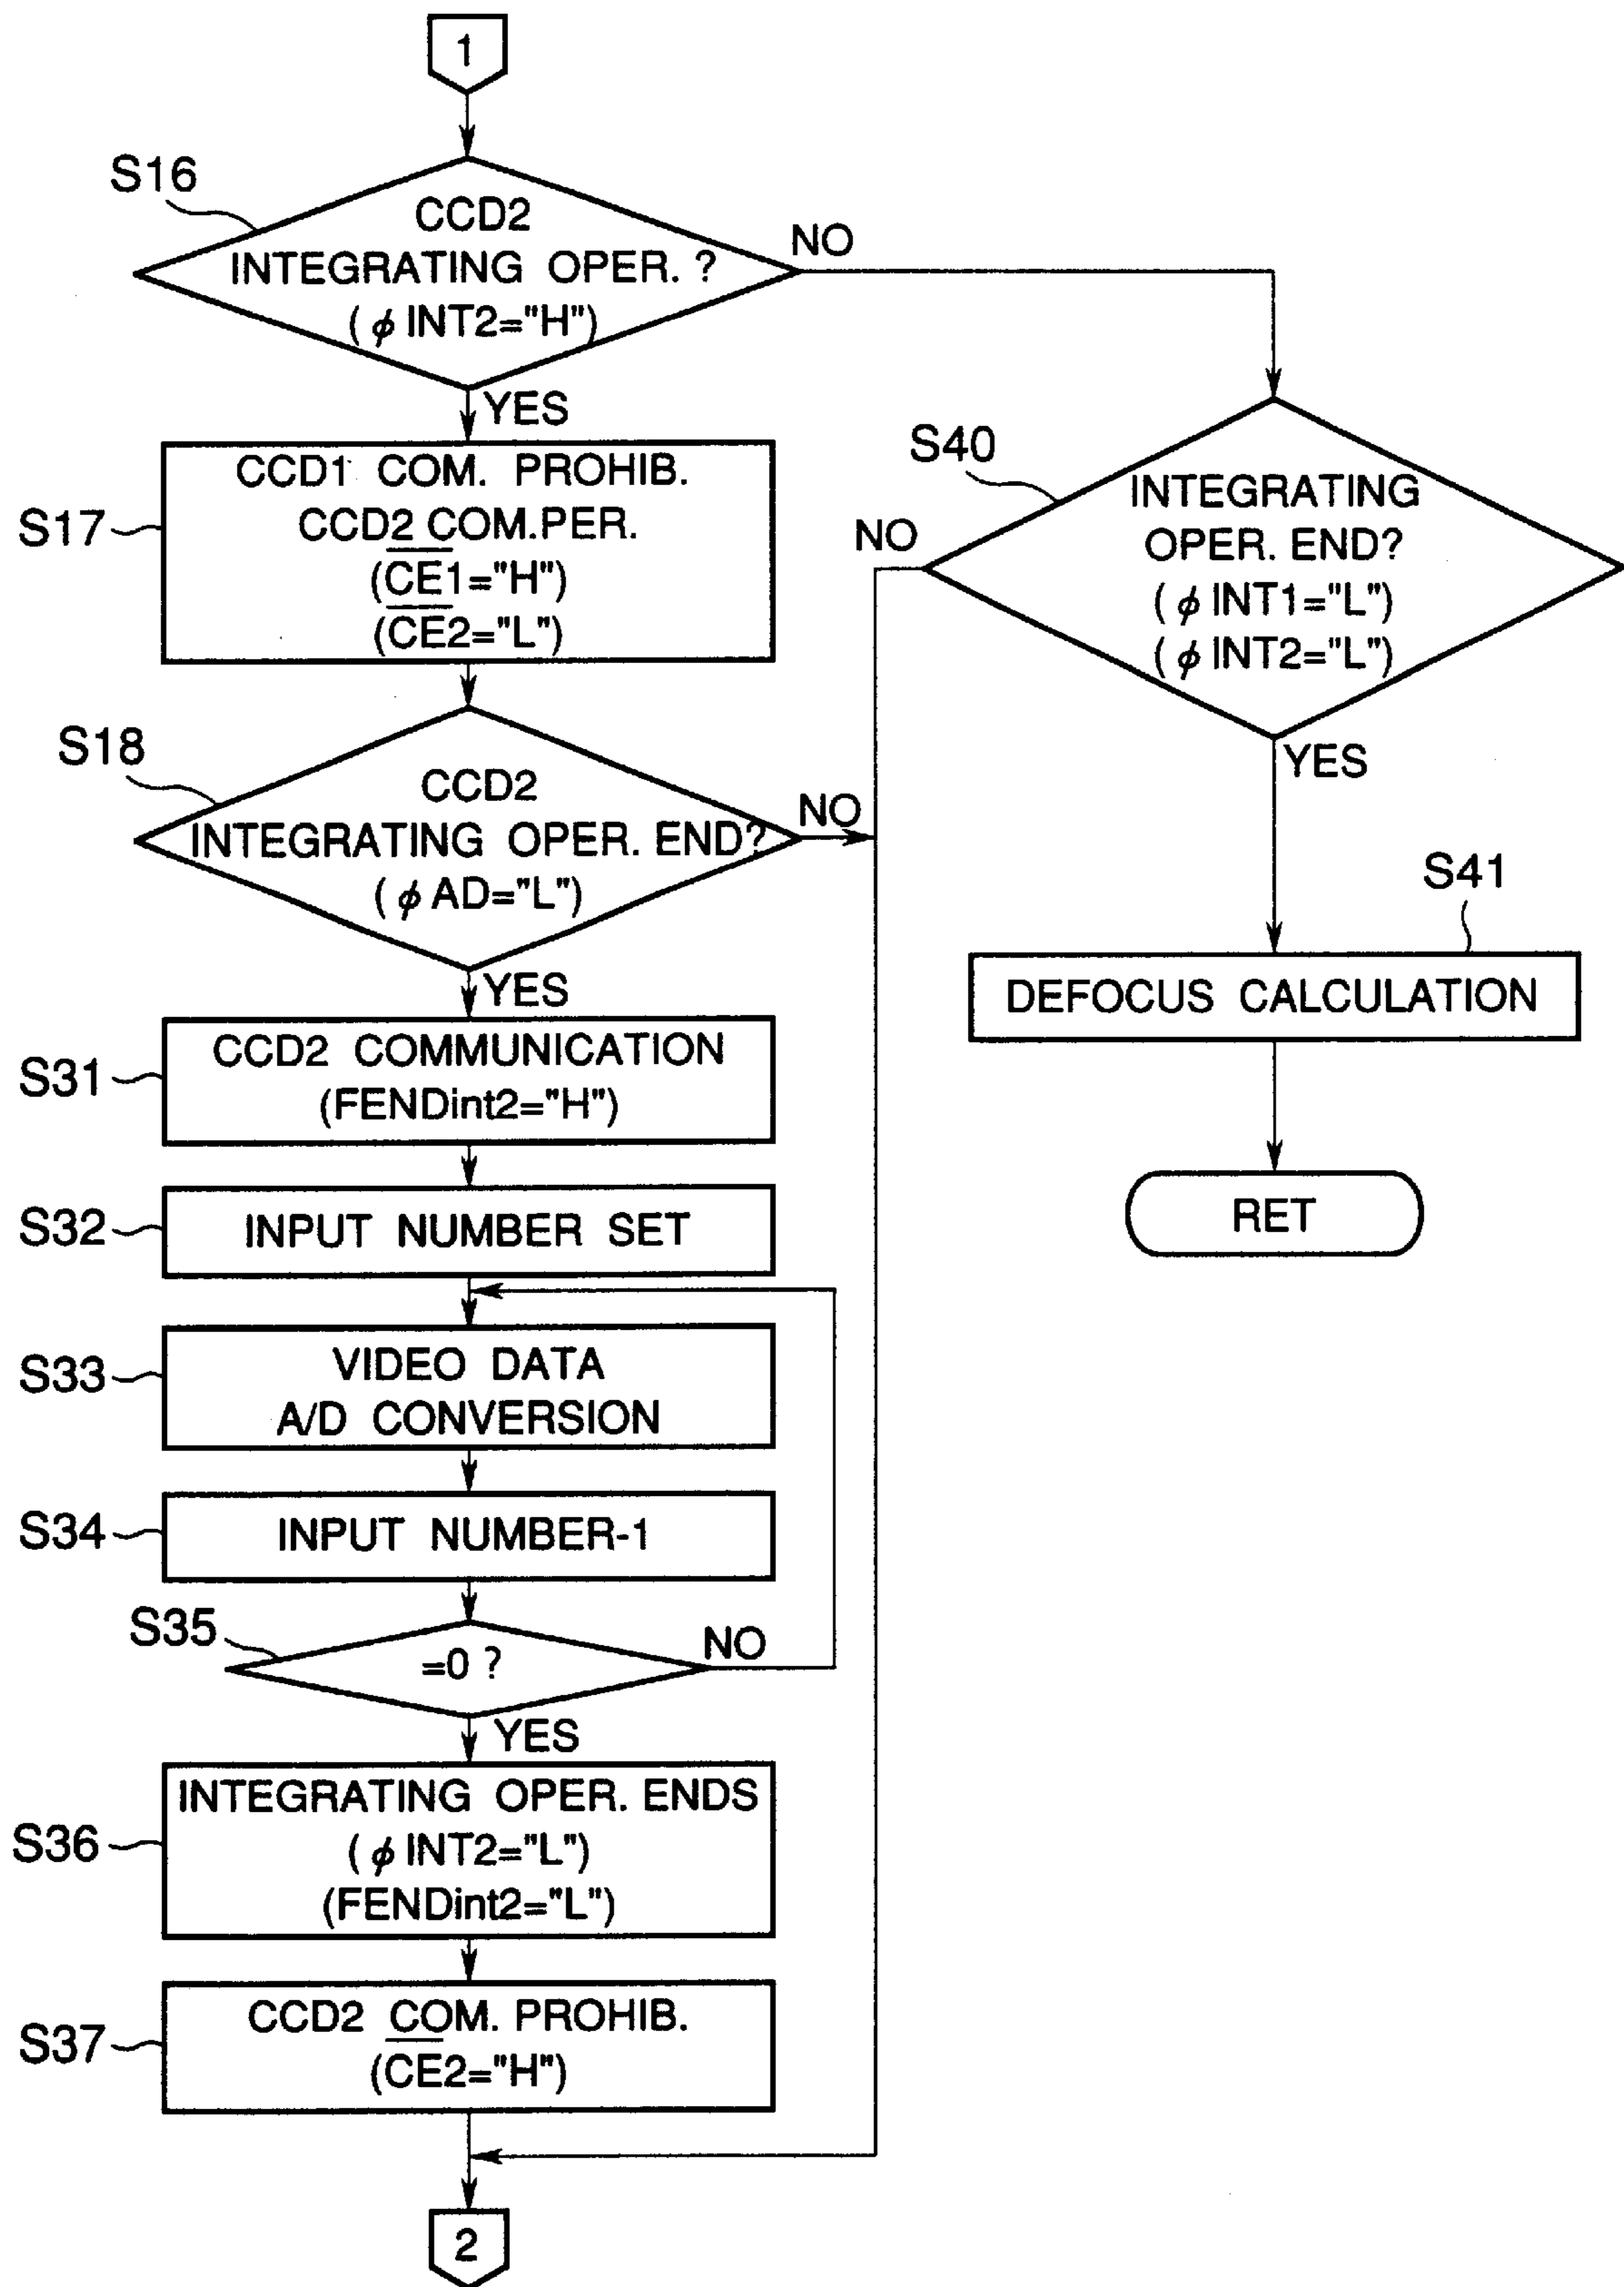 1
S16
CCD2
INTEGRATING OPER. ?
(φ INT2="H")
NO
YES
S17
CCD1 COM. PROHIB.
CCD2 COM.PER.
(C̅E̅1="H")
(C̅E̅2="L")
S18
CCD2
INTEGRATING OPER. END?
(φ AD="L")
NO
YES
S31
CCD2 COMMUNICATION
(FENDint2="H")
S32
INPUT NUMBER SET
S33
VIDEO DATA
A/D CONVERSION
S34
INPUT NUMBER-1
S35
=0 ?
NO
YES
S36
INTEGRATING OPER. ENDS
(φ INT2="L")
(FENDint2="L")
S37
CCD2 COM. PROHIB.
(C̅E̅2="H")
2
S40
INTEGRATING
OPER. END?
(φ INT1="L")
(φ INT2="L")
NO
YES
S41
DEFOCUS CALCULATION
RET